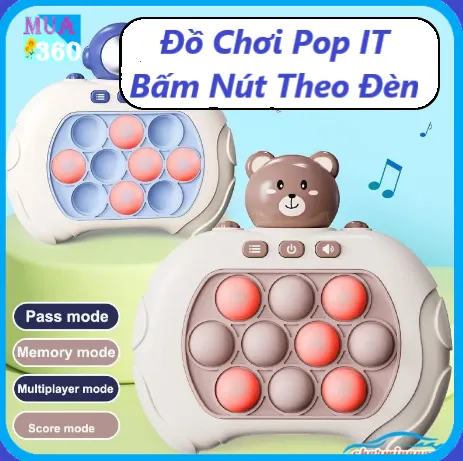 MUA
360
Đồ Chơi Pop IT
Bấm Nút Theo Đèn
Pass mode
Memory mode
Multiplayer mode
Score mode